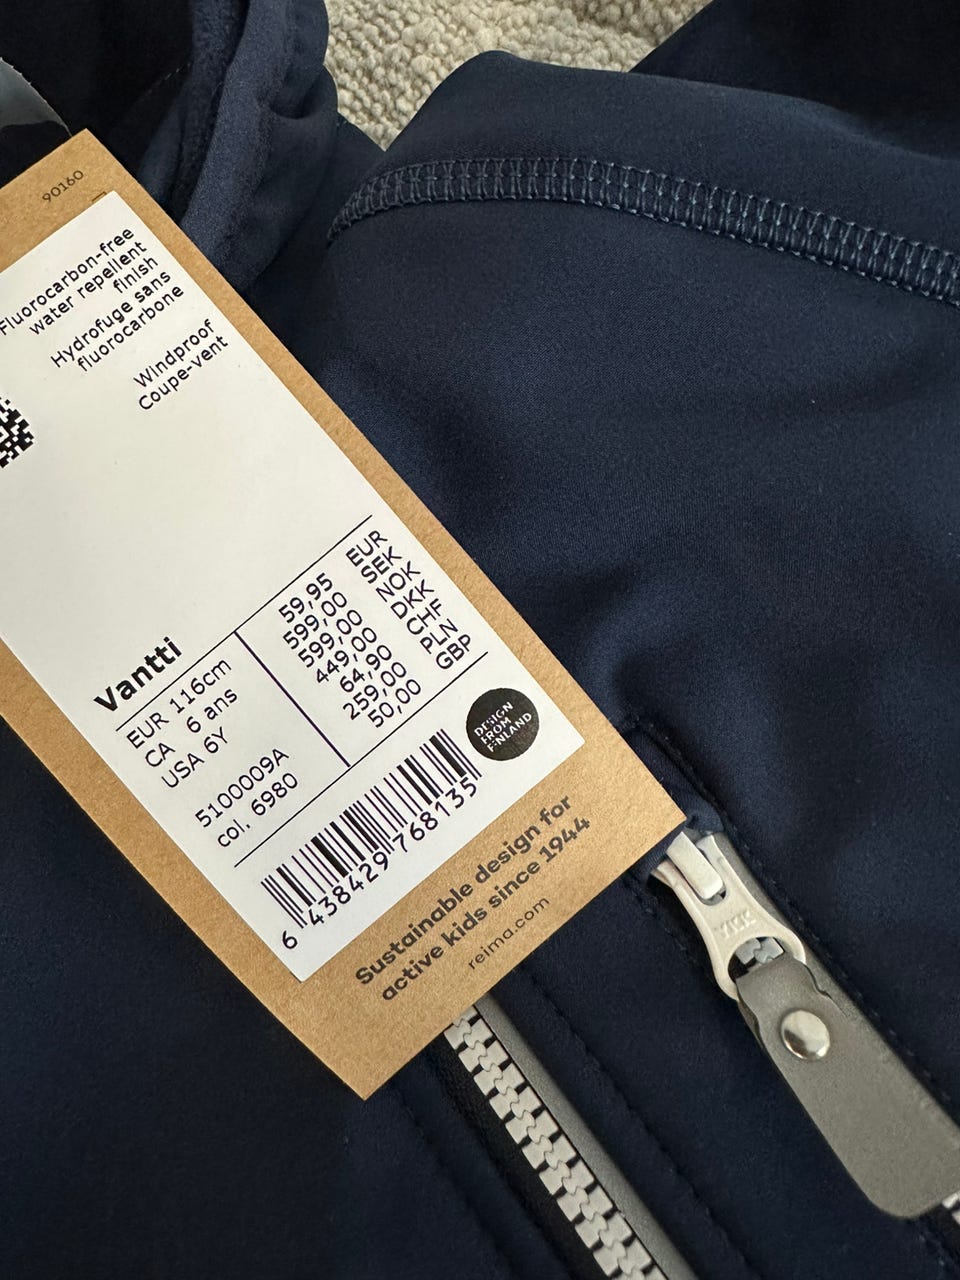 90160
Fluorocarbon-free
water repellent
finish
Hydrofuge sans
fluorocarbone
Windproof
Coupe-vent
Vantti
EUR 116cm
CA 6 ans
USA 6Y
5100009A
col. 6980
59,95 EUR
599,00 SEK
599,00 NOK
449,00 DKK
64,90 CHF
259,00 PLN
50,00 GBP
DESIGN
FROM
FINLAND
6 438429 768135
Sustainable design for
active kids since 1944
reima.com
YKK